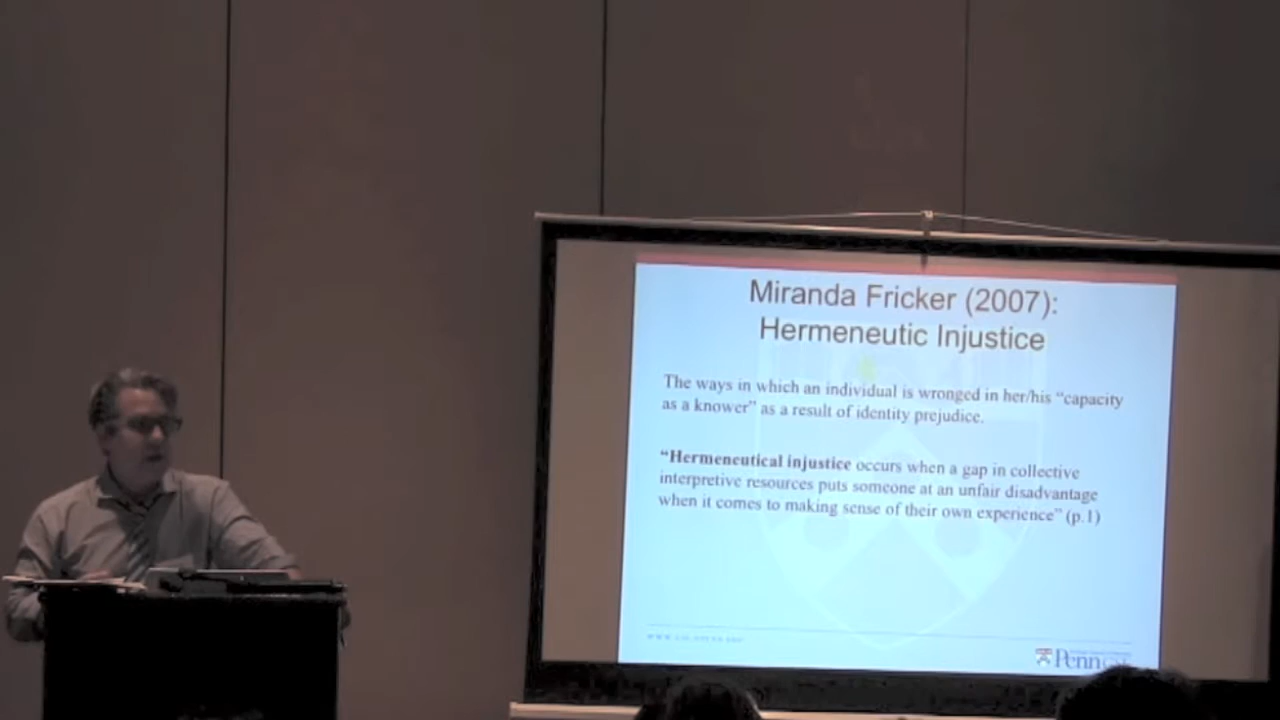 Miranda Fricker (2007):
Hermeneutic Injustice
The ways in which an individual is wronged in her/his “capacity
as a knower” as a result of identity prejudice.
“Hermeneutical injustice occurs when a gap in collective
interpretive resources puts someone at an unfair disadvantage
when it comes to making sense of their own experience” (p.1)
Penn